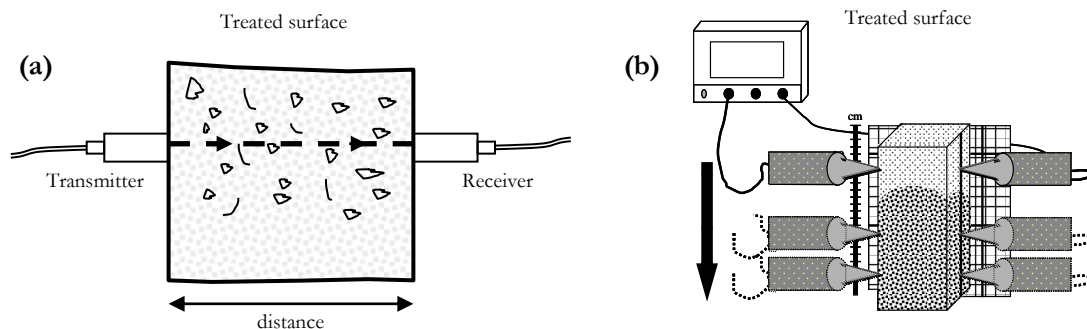 Treated surface
(a)
Transmitter
Receiver
distance
Treated surface
(b)
cm